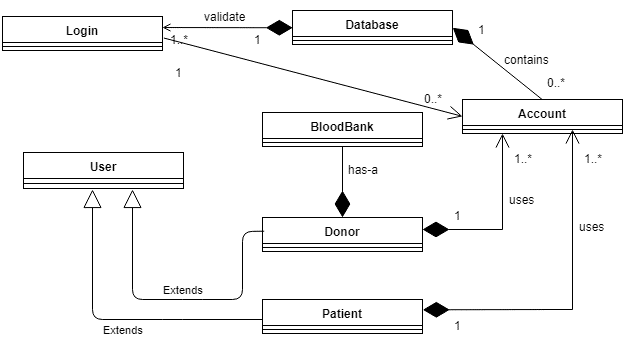 validate
Database
Login
1
1
1..*
contains
1
0..*
0..*
Account
BloodBank
User
has-a
1..*
1..*
uses
1
Donor
uses
Extends
Patient
1
Extends